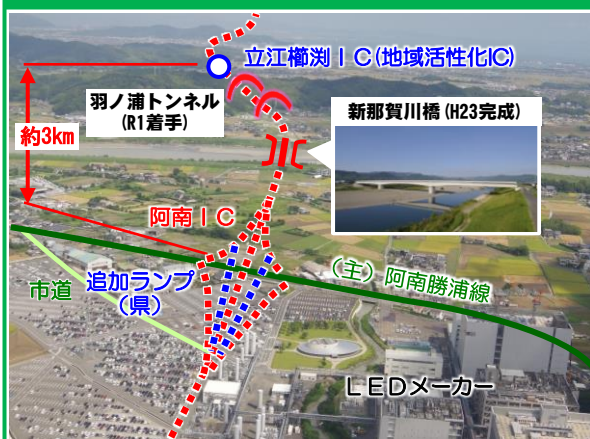 立江櫛渕IC(地域活性化IC)
羽ノ浦トンネル
(R1着手)
新那賀川橋(H23完成)
約3km
阿南IC
(主)阿南勝浦線
市道
追加ランプ
(県)
LEDメーカー